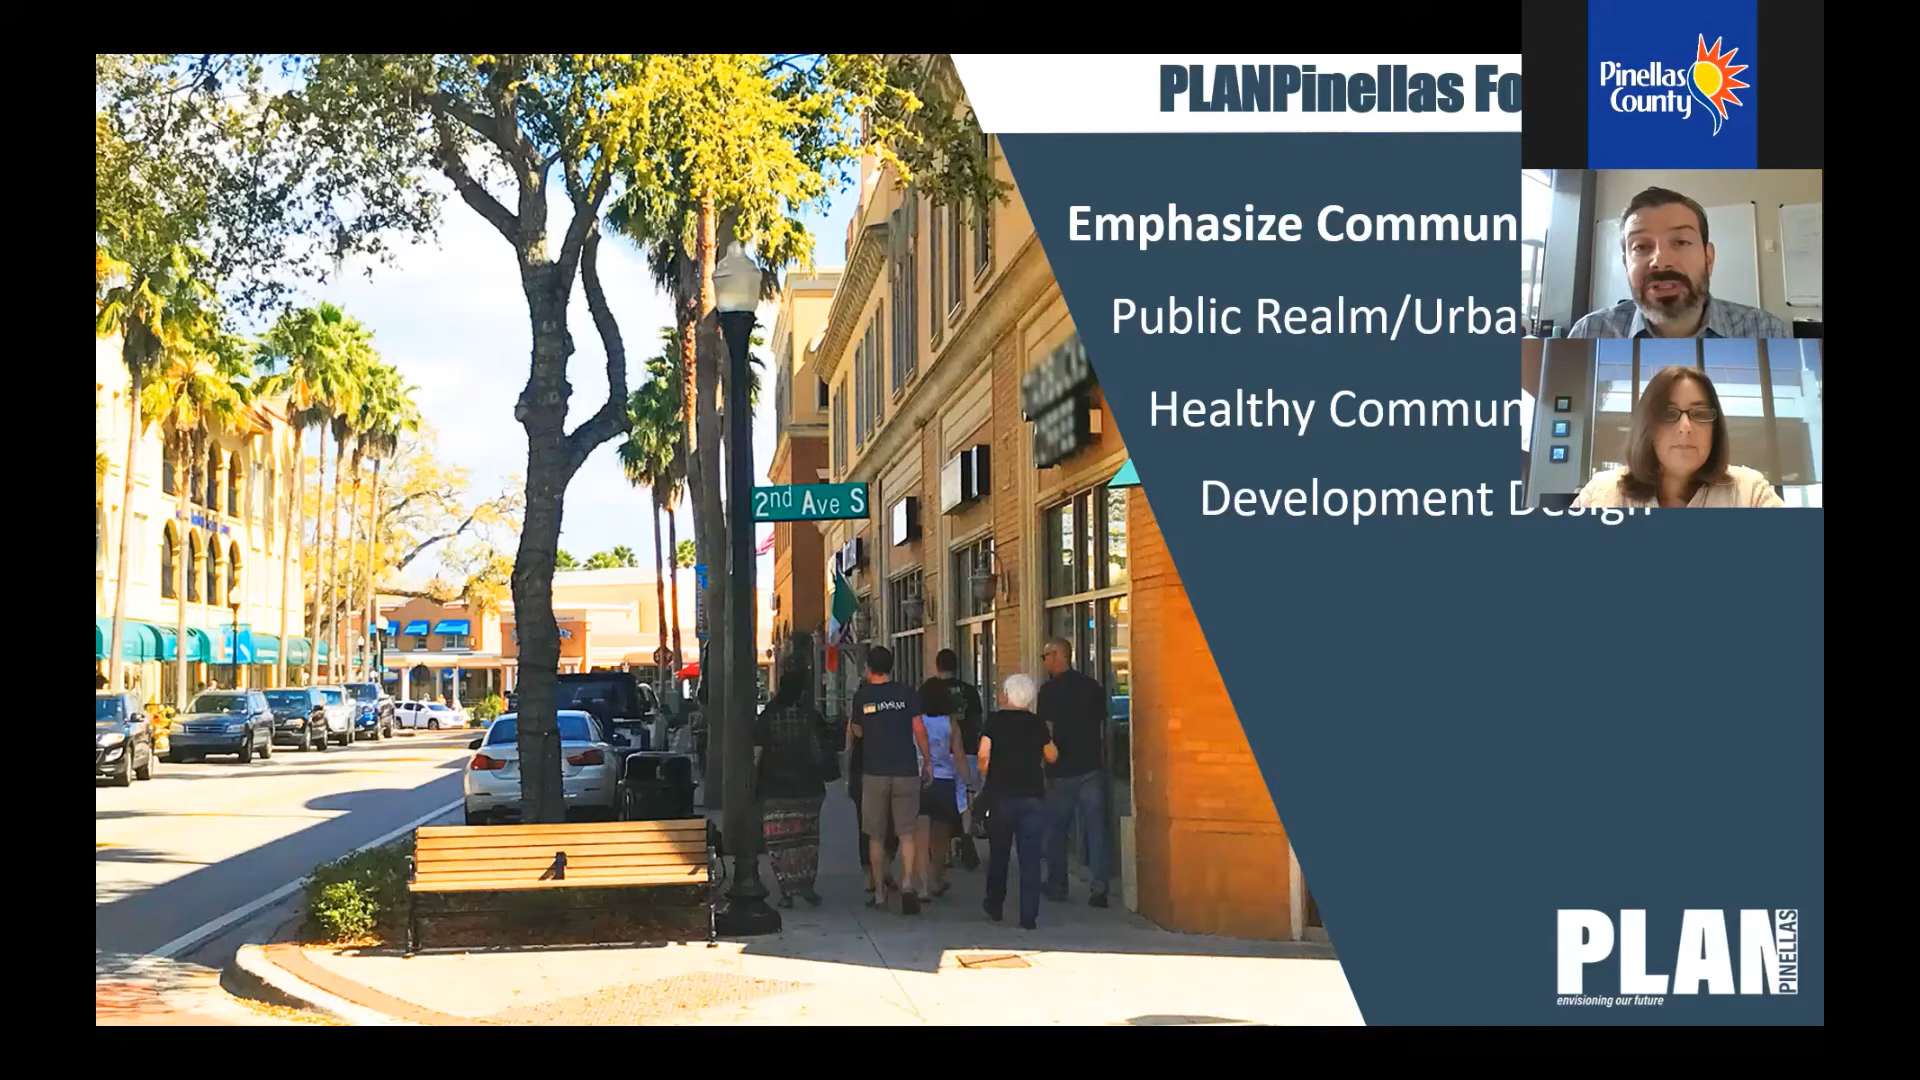 PLANPinellas Fo
Pinellas
County
Emphasize Commun
Public Realm/Urba
Healthy Commun
Development Design
2nd Ave S
PLAN
PINELLAS
envisioning our future